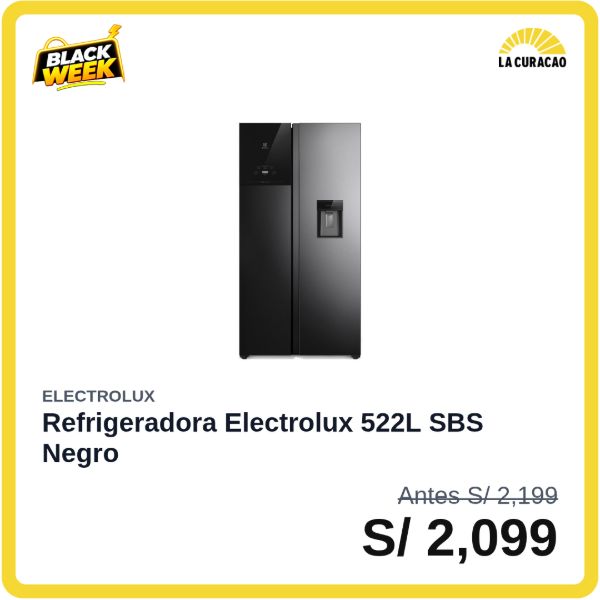 BLACK
WEEK
LA CURACAO
ELECTROLUX
Refrigeradora Electrolux 522L SBS
Negro
Antes S/ 2,199
S/ 2,099